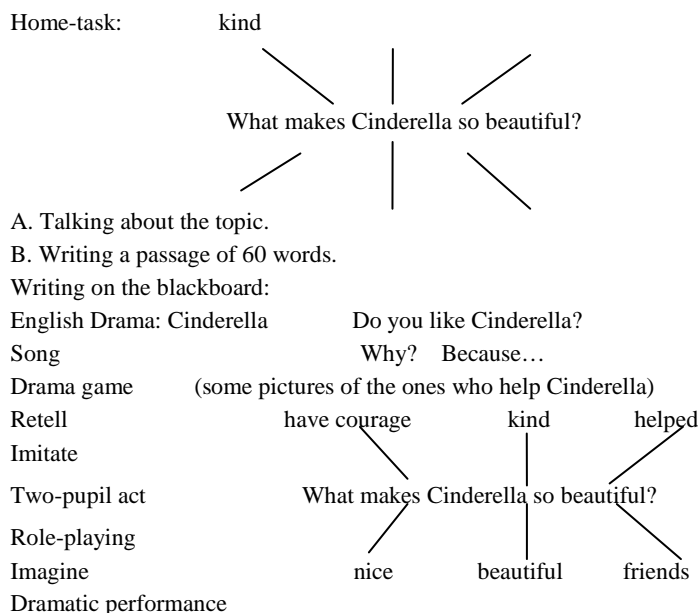 Home-task: kind
What makes Cinderella so beautiful?
A. Talking about the topic.
B. Writing a passage of 60 words.
Writing on the blackboard:
English Drama: Cinderella Do you like Cinderella?
Song Why? Because…
Drama game (some pictures of the ones who help Cinderella)
Retell have courage kind helped
Imitate
Two-pupil act What makes Cinderella so beautiful?
Role-playing
Imagine nice beautiful friends
Dramatic performance